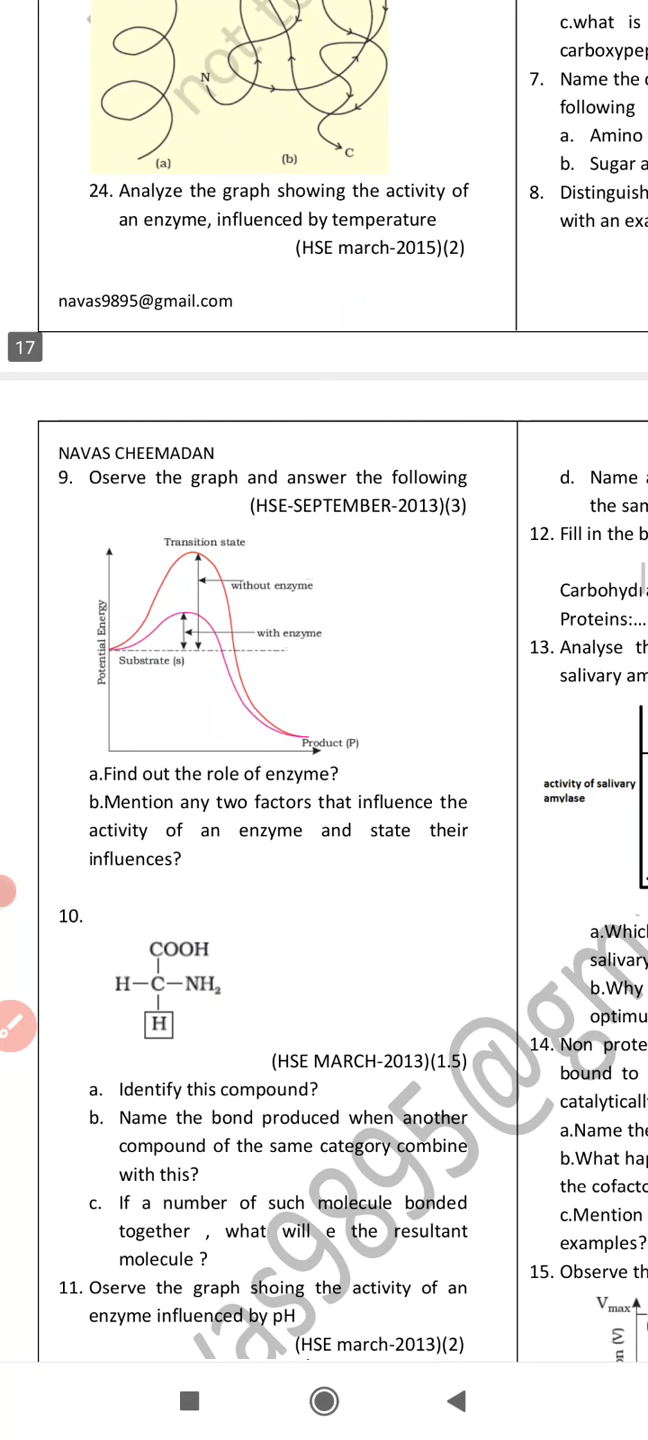 N
C
(a)
(b)
24. Analyze the graph showing the activity of
an enzyme, influenced by temperature
(HSE march-2015)(2)
navas9895@gmail.com
c.what is
7. Name the
following
a. Amino
b. Sugar a
8. Distinguish
with an exa
17
NAVAS CHEEMADAN
9. Oserve the graph and answer the following
(HSE-SEPTEMBER-2013)(3)
Transition state
without enzyme
with enzyme
Potential Energy
Substrate (s)
Product (P)
a.Find out the role of enzyme?
b.Mention any two factors that influence the
activity of an enzyme and state their
influences?
10.
COOH
H-C-NH₂
H
(HSE MARCH-2013)(1.5)
a. Identify this compound?
b. Name the bond produced when another
compound of the same category combine
with this?
c. If a number of such molecule bonded
together , what will e the resultant
molecule ?
11. Oserve the graph shoing the activity of an
enzyme influenced by pH
(HSE march-2013)(2)
d. Name
the sam
12. Fill in the b
Proteins:...
13. Analyse th
salivary am
activity of salivary
amylase
a.Which
salivary
b.Why
optimu
14. Non prote
bound to
catalyticall
a.Name the
b.What hap
the cofacto
c.Mention
examples?
15. Observe th
Vmax
as9895@gm